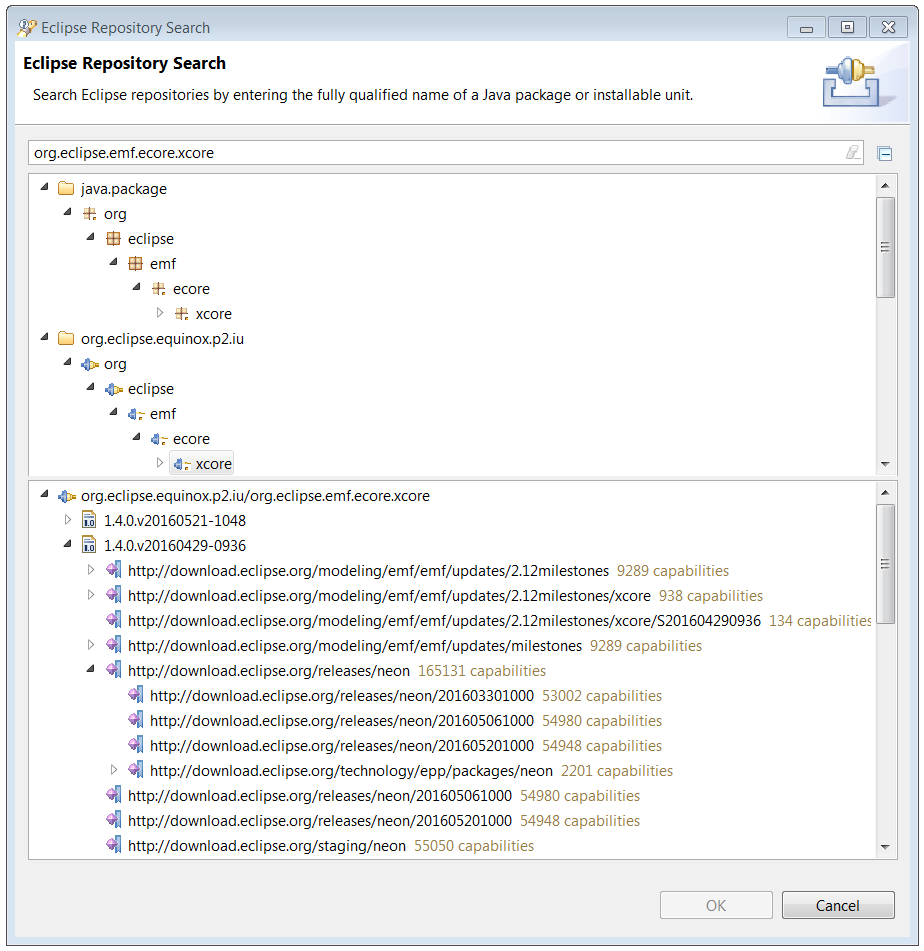 Eclipse Repository Search
Eclipse Repository Search
Search Eclipse repositories by entering the fully qualified name of a Java package or installable unit.
org.eclipse.emf.ecore.xcore
java.package
org
eclipse
emf
ecore
xcore
org.eclipse.equinox.p2.iu
org
eclipse
emf
ecore
xcore
org.eclipse.equinox.p2.iu/org.eclipse.emf.ecore.xcore
1.4.0.v20160521-1048
1.4.0.v20160429-0936
http://download.eclipse.org/modeling/emf/emf/updates/2.12milestones 9289 capabilities
http://download.eclipse.org/modeling/emf/emf/updates/2.12milestones/xcore 938 capabilities
http://download.eclipse.org/modeling/emf/emf/updates/2.12milestones/xcore/S201604290936 134 capabilities
http://download.eclipse.org/modeling/emf/emf/updates/milestones 9289 capabilities
http://download.eclipse.org/releases/neon 165131 capabilities
http://download.eclipse.org/releases/neon/201603301000 53002 capabilities
http://download.eclipse.org/releases/neon/201605061000 54980 capabilities
http://download.eclipse.org/releases/neon/201605201000 54948 capabilities
http://download.eclipse.org/technology/epp/packages/neon 2201 capabilities
http://download.eclipse.org/releases/neon/201605061000 54980 capabilities
http://download.eclipse.org/releases/neon/201605201000 54948 capabilities
http://download.eclipse.org/staging/neon 55050 capabilities
OK Cancel